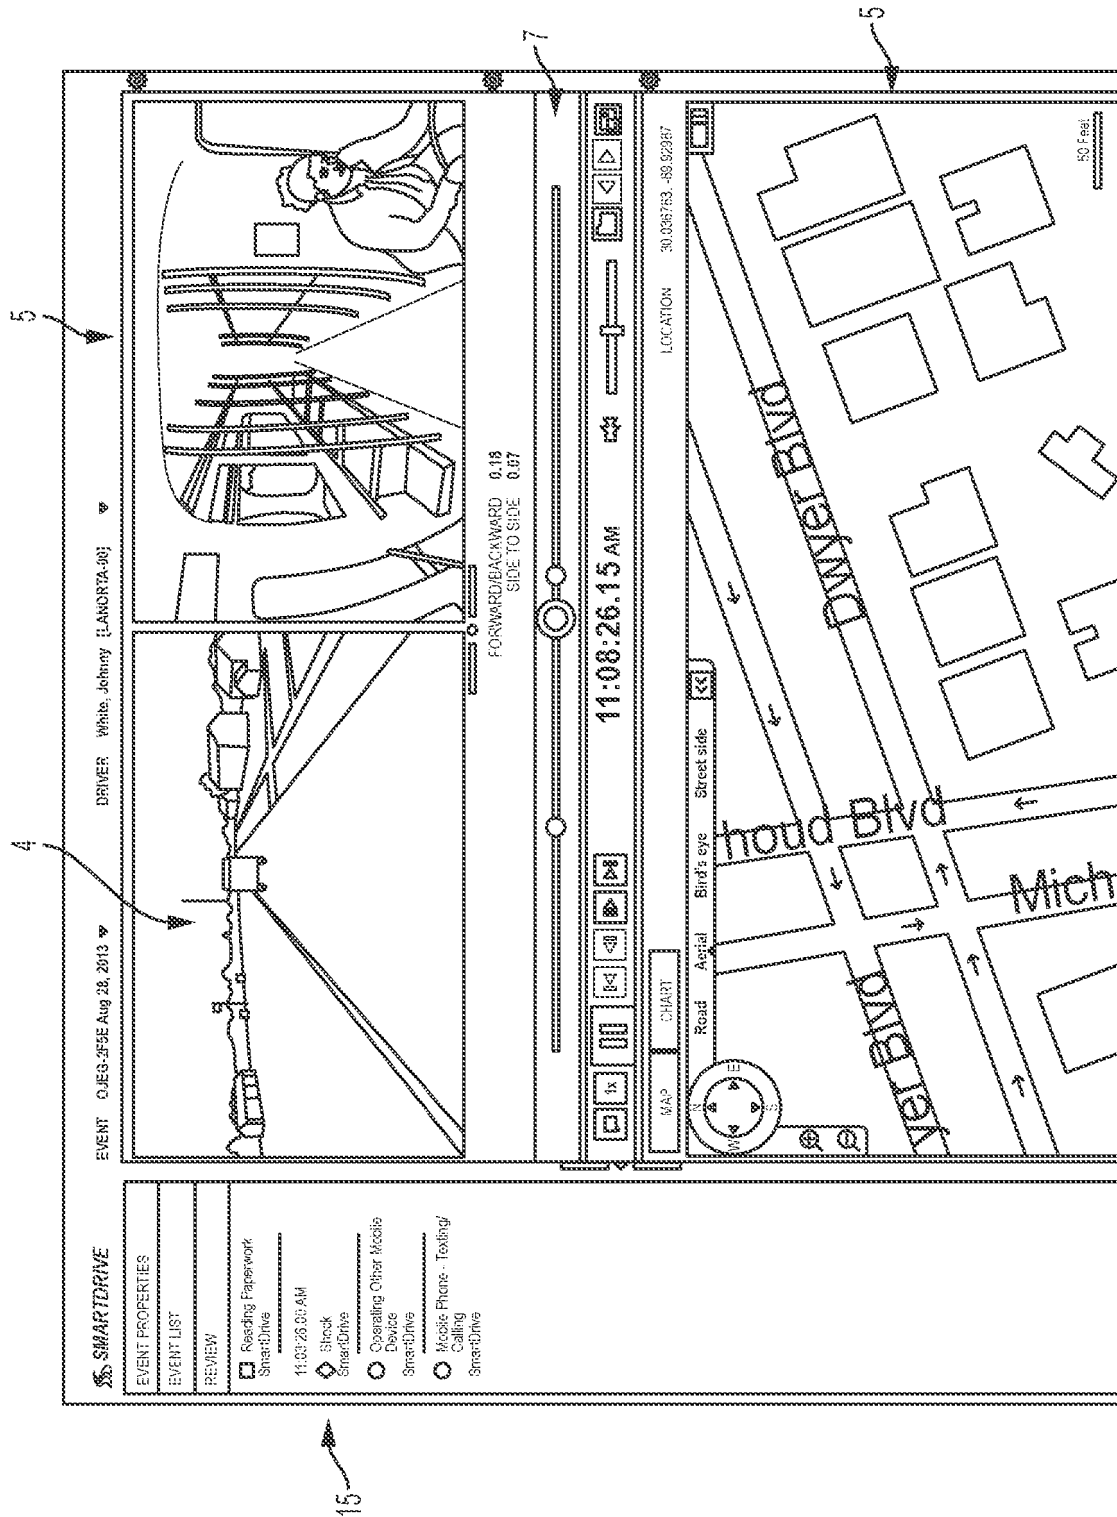 SMARTDRIVE
EVENT PROPERTIES
EVENT LIST
REVIEW
Reading Paperwork
SmartDrive
11:03:26.00 AM
Shock
SmartDrive
Operating Other Mobile
Device
SmartDrive
Mobile Phone - Texting/
Calling
SmartDrive
15
EVENT OJEG-2F5E Aug 28, 2013
DRIVER White, Johnny [LANORTA-00]
4
5
FORWARD/BACKWARD 0.18
SIDE TO SIDE 0.07
7
1x
11:08:26.15 AM
MAP
CHART
LOCATION 30.036763, -89.92987
5
Road Aerial Bird's eye Street side
N
W
E
S
houd Blvd
Dwyer Blvd
yer Blvd
Mich
50 Feet